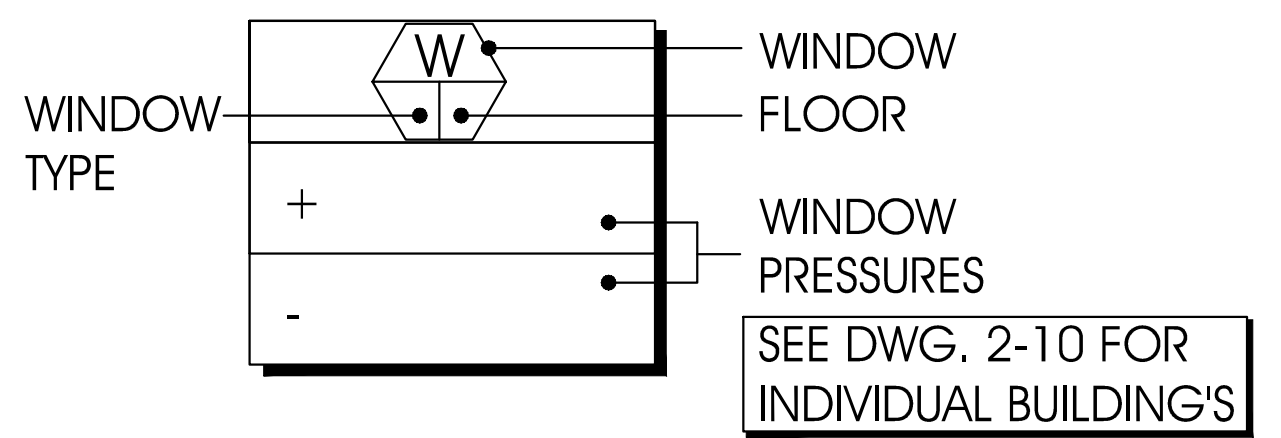 W
WINDOW
WINDOW
TYPE
FLOOR
+
WINDOW
PRESSURES
-
SEE DWG. 2-10 FOR
INDIVIDUAL BUILDING'S